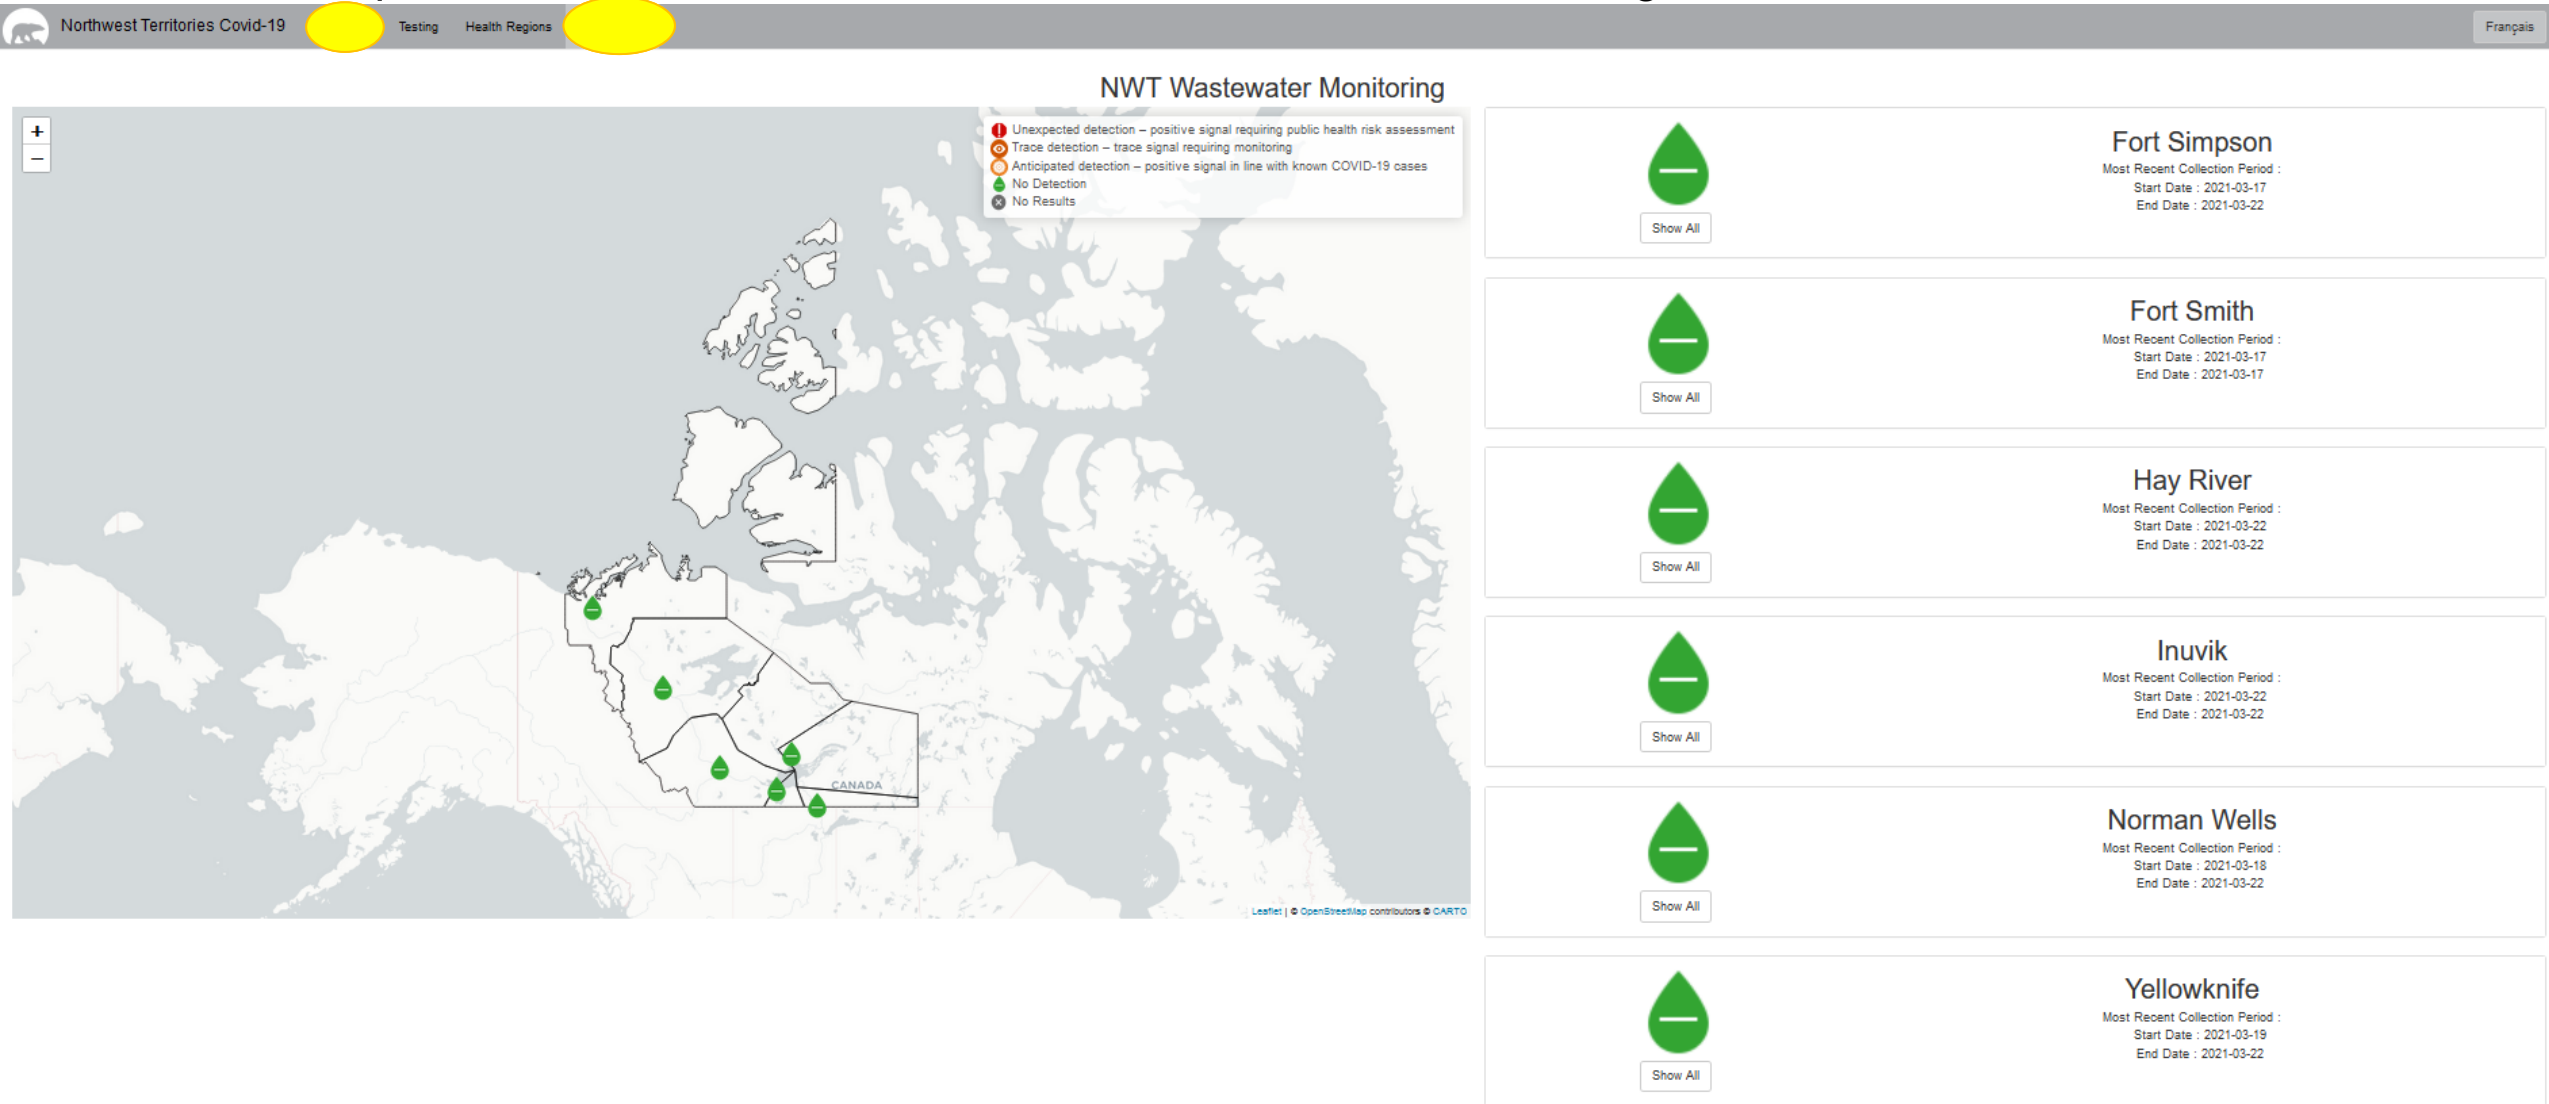 Northwest Territories Covid-19
Testing
Health Regions
Français
NWT Wastewater Monitoring
+
−
Unexpected detection – positive signal requiring public health risk assessment
Trace detection – trace signal requiring monitoring
Anticipated detection – positive signal in line with known COVID-19 cases
No Detection
No Results
CANADA
Leaflet | © OpenStreetMap contributors © CARTO
Fort Simpson
Most Recent Collection Period :
Start Date : 2021-03-17
End Date : 2021-03-22
Show All
Fort Smith
Most Recent Collection Period :
Start Date : 2021-03-17
End Date : 2021-03-17
Show All
Hay River
Most Recent Collection Period :
Start Date : 2021-03-22
End Date : 2021-03-22
Show All
Inuvik
Most Recent Collection Period :
Start Date : 2021-03-22
End Date : 2021-03-22
Show All
Norman Wells
Most Recent Collection Period :
Start Date : 2021-03-18
End Date : 2021-03-22
Show All
Yellowknife
Most Recent Collection Period :
Start Date : 2021-03-19
End Date : 2021-03-22
Show All